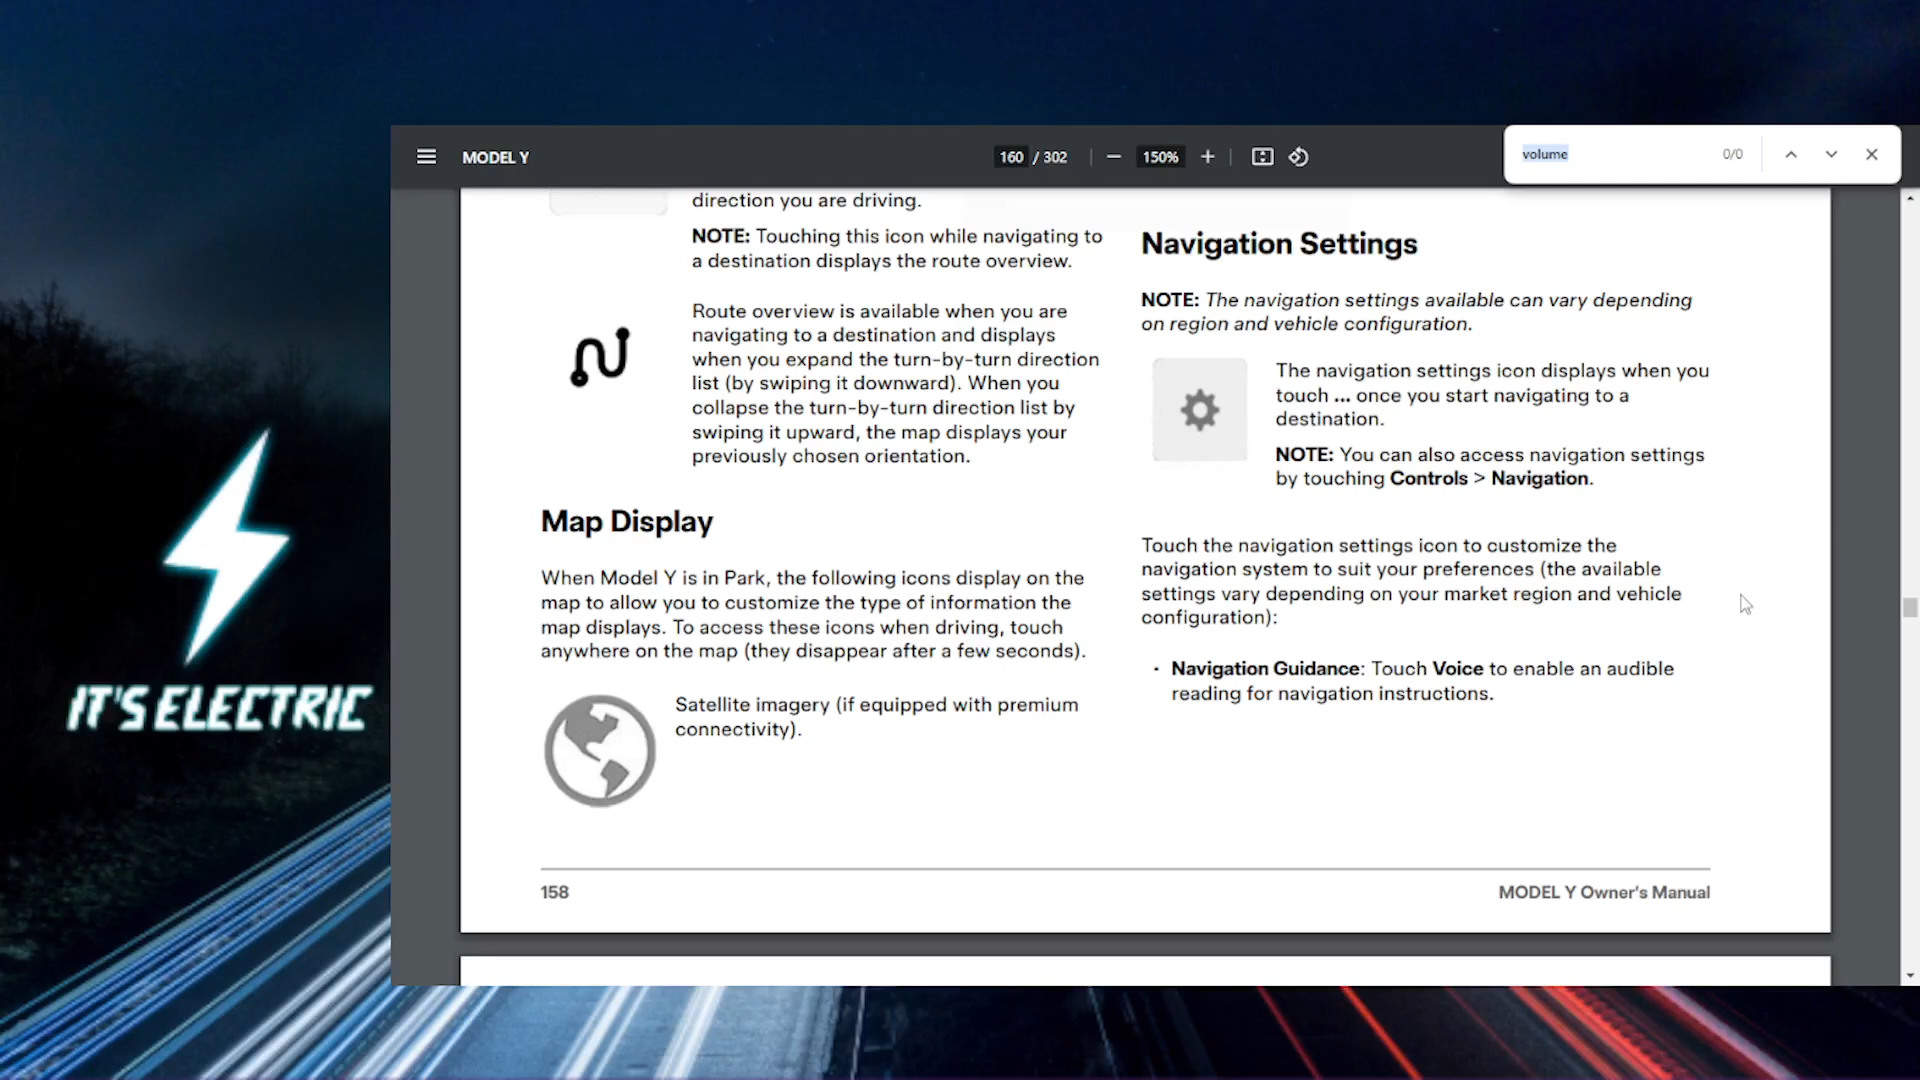 MODEL Y
160 / 302
150%
volume
0/0
direction you are driving.
NOTE: Touching this icon while navigating to
a destination displays the route overview.
Route overview is available when you are
navigating to a destination and displays
when you expand the turn-by-turn direction
list (by swiping it downward). When you
collapse the turn-by-turn direction list by
swiping it upward, the map displays your
previously chosen orientation.
Map Display
When Model Y is in Park, the following icons display on the
map to allow you to customize the type of information the
map displays. To access these icons when driving, touch
anywhere on the map (they disappear after a few seconds).
Satellite imagery (if equipped with premium
connectivity).
Navigation Settings
NOTE: The navigation settings available can vary depending
on region and vehicle configuration.
The navigation settings icon displays when you
touch ... once you start navigating to a
destination.
NOTE: You can also access navigation settings
by touching Controls > Navigation.
Touch the navigation settings icon to customize the
navigation system to suit your preferences (the available
settings vary depending on your market region and vehicle
configuration):
• Navigation Guidance: Touch Voice to enable an audible
reading for navigation instructions.
158
MODEL Y Owner's Manual
IT'S ELECTRIC